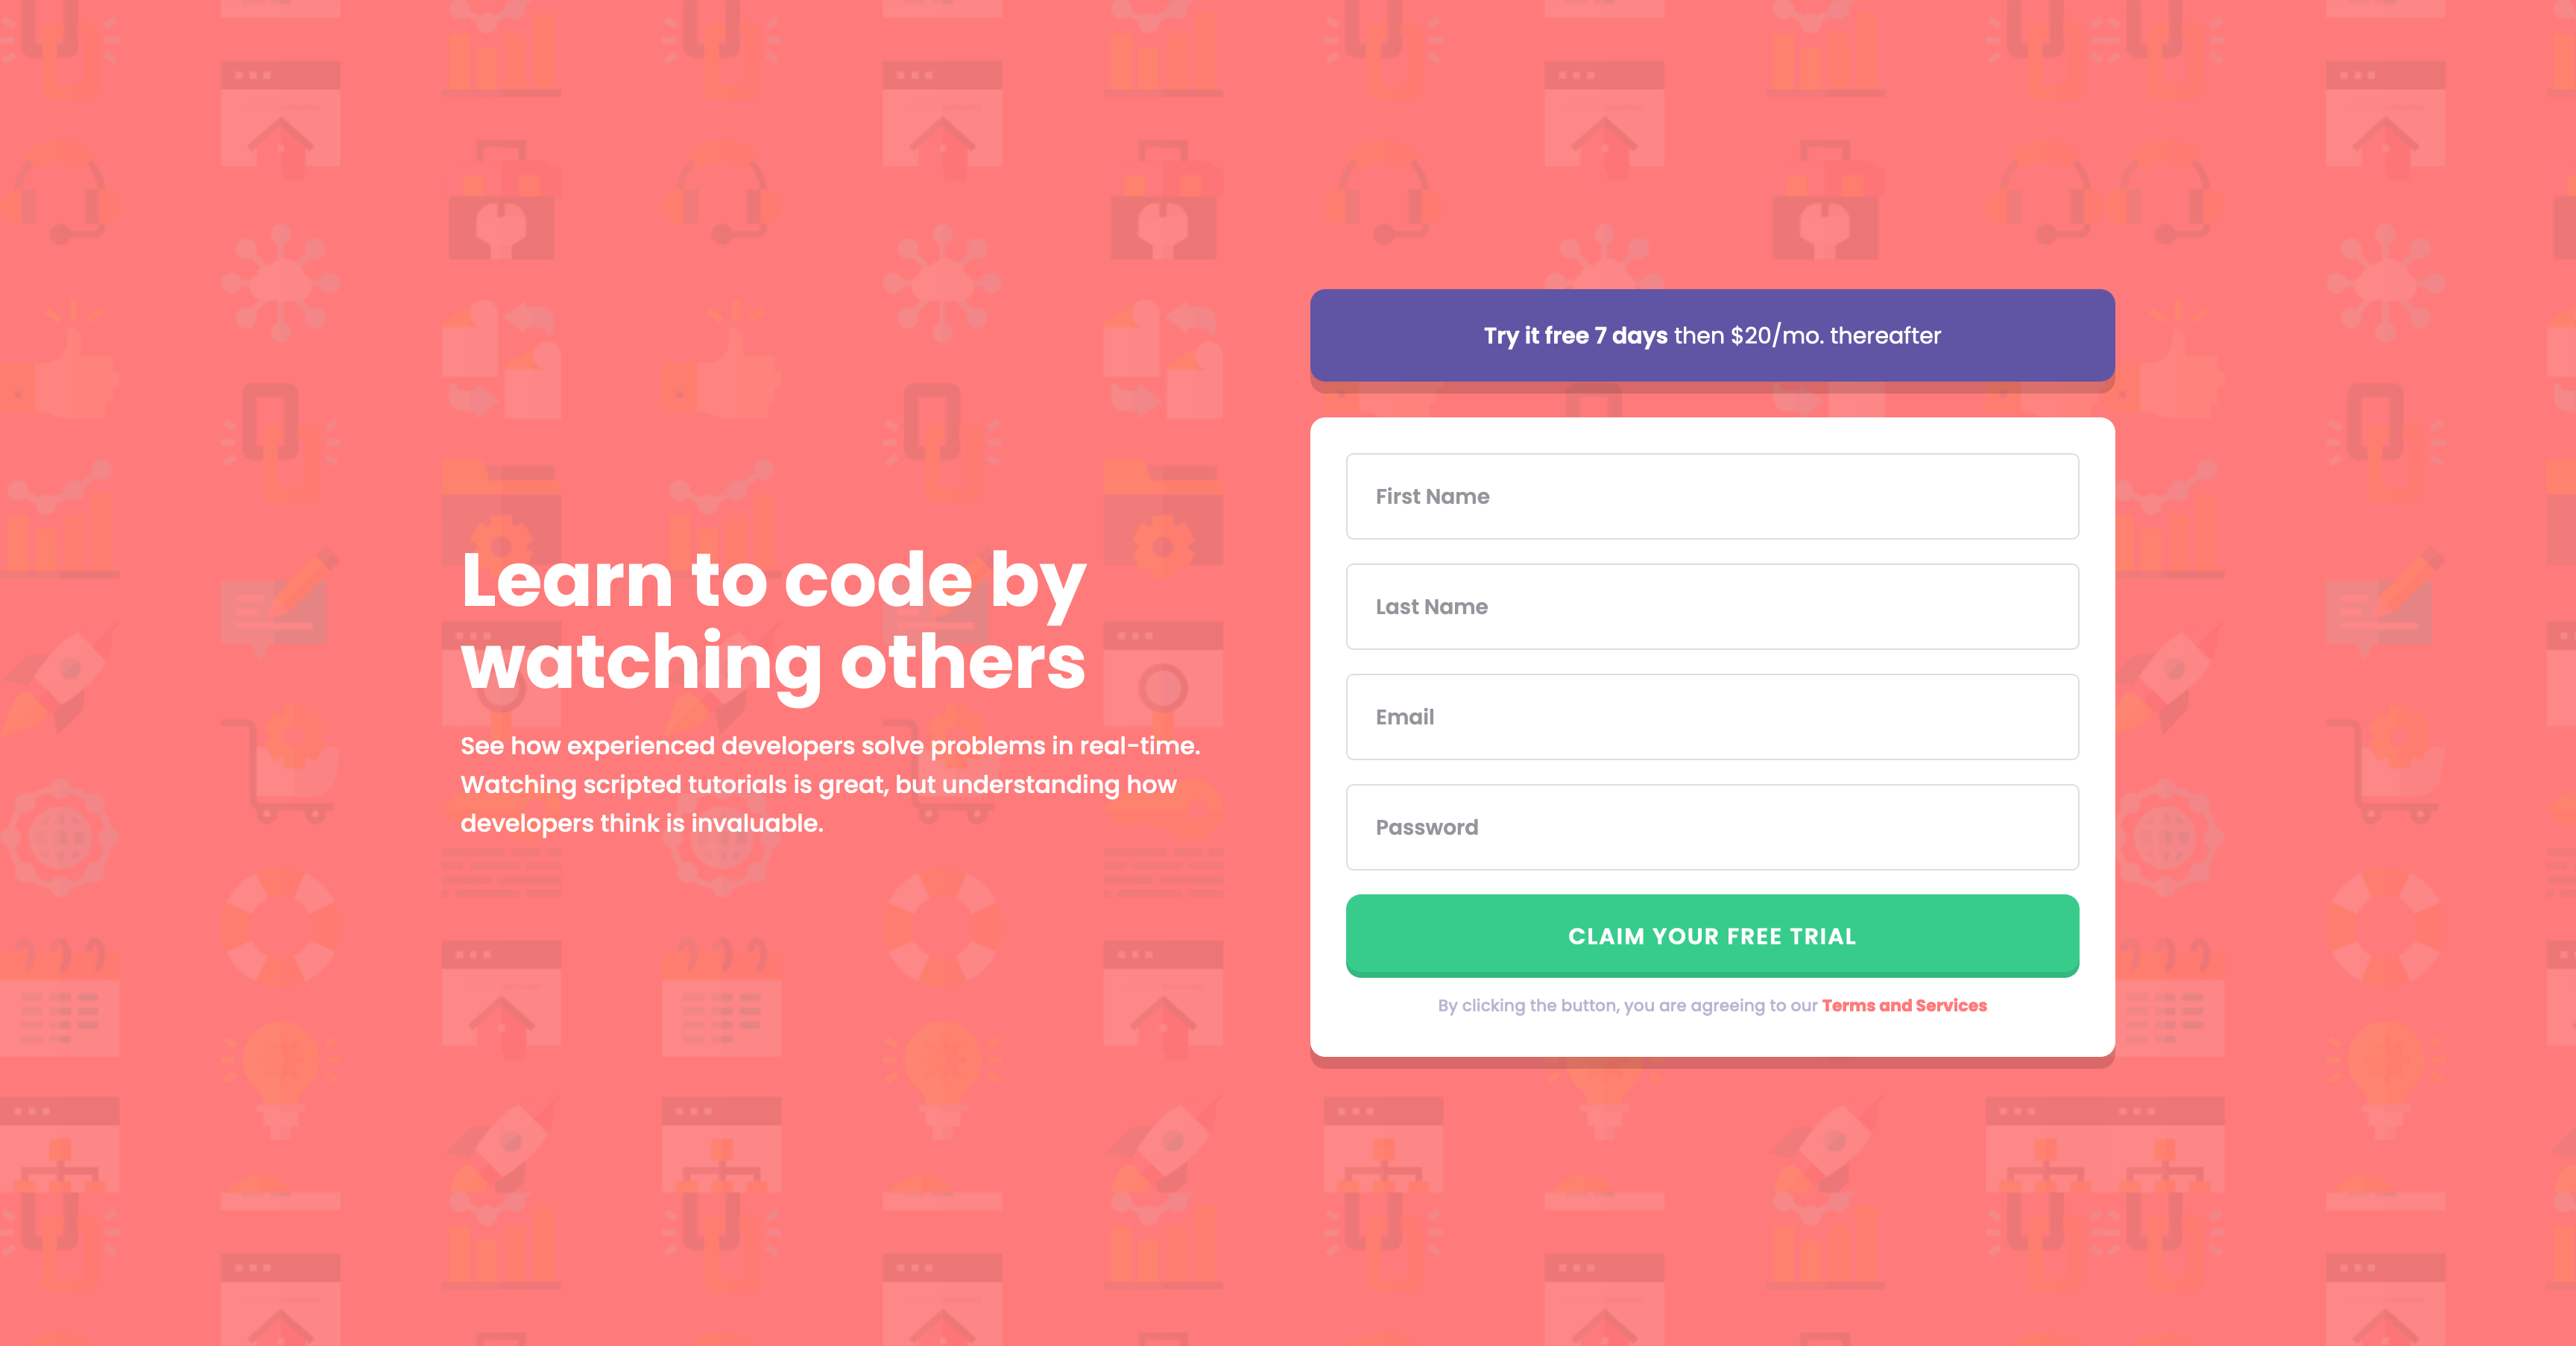 Learn to code by
watching others
See how experienced developers solve problems in real-time.
Watching scripted tutorials is great, but understanding how
developers think is invaluable.
Try it free 7 days then $20/mo. thereafter
First Name
Last Name
Email
Password
CLAIM YOUR FREE TRIAL
By clicking the button, you are agreeing to our Terms and Services